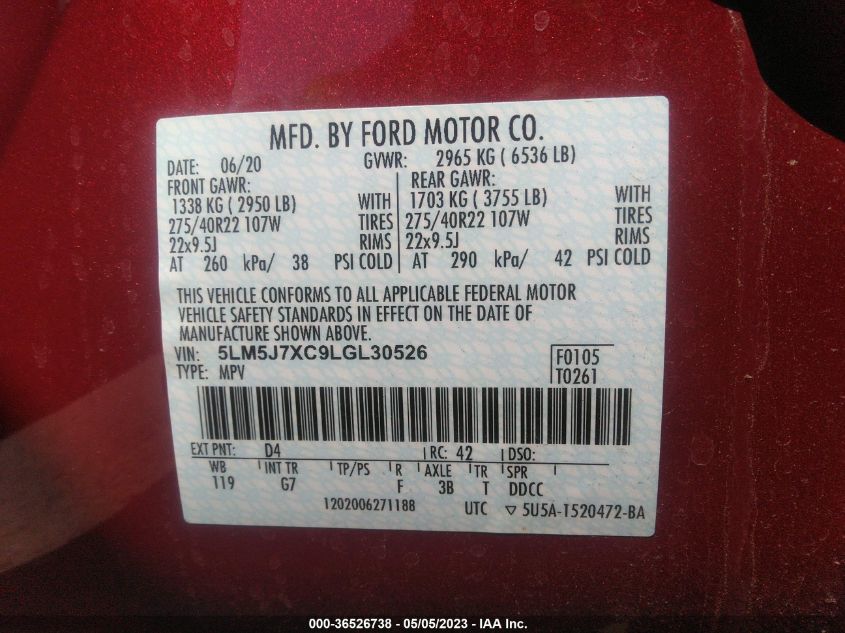 MFD. BY FORD MOTOR CO.
DATE: 06/20 GVWR: 2965 KG ( 6536 LB)
FRONT GAWR: REAR GAWR:
1338 KG ( 2950 LB) WITH 1703 KG ( 3755 LB) WITH
275/40R22 107W TIRES 275/40R22 107W TIRES
22x9.5J RIMS 22x9.5J RIMS
AT 260 kPa/ 38 PSI COLD AT 290 kPa/ 42 PSI COLD
THIS VEHICLE CONFORMS TO ALL APPLICABLE FEDERAL MOTOR
VEHICLE SAFETY STANDARDS IN EFFECT ON THE DATE OF
MANUFACTURE SHOWN ABOVE.
VIN: 5LM5J7XC9LGL30526 F0105
TYPE: MPV T0261
EXT PNT: D4 RC: 42 DSO:
WB INT TR TP/PS R AXLE TR SPR
119 G7 F 3B T DDCC
1202006271188 UTC ▽ 5U5A-1520472-BA
000-36526738 - 05/05/2023 - IAA Inc.